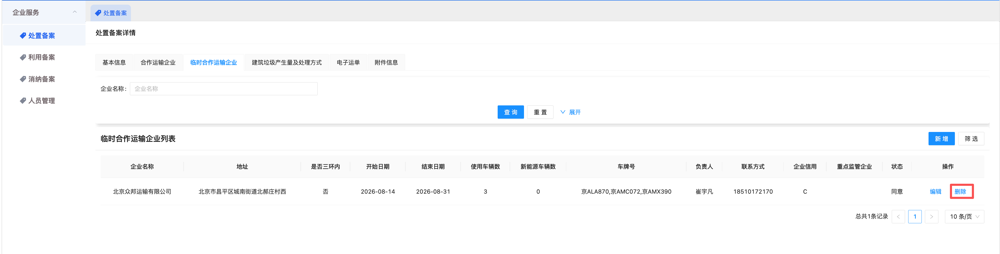 企业服务
处置备案
利用备案
消纳备案
人员管理
处置备案
处置备案详情
基本信息 合作运输企业 临时合作运输企业 建筑垃圾产生量及处理方式 电子运单 附件信息
企业名称: 企业名称
查 询 重 置 展开
临时合作运输企业列表 新 增 筛 选
企业名称 地址 是否三环内 开始日期 结束日期 使用车辆数 新能源车辆数 车牌号 负责人 联系方式 企业信用 重点监管企业 状态 操作
北京众邦运输有限公司 北京市昌平区城南街道北郝庄村西 否 2026-08-14 2026-08-31 3 0 京ALA870,京AMC072,京AMX390 崔宇凡 18510172170 C 同意 编辑 删除
总共1条记录 < 1 > 10 条/页